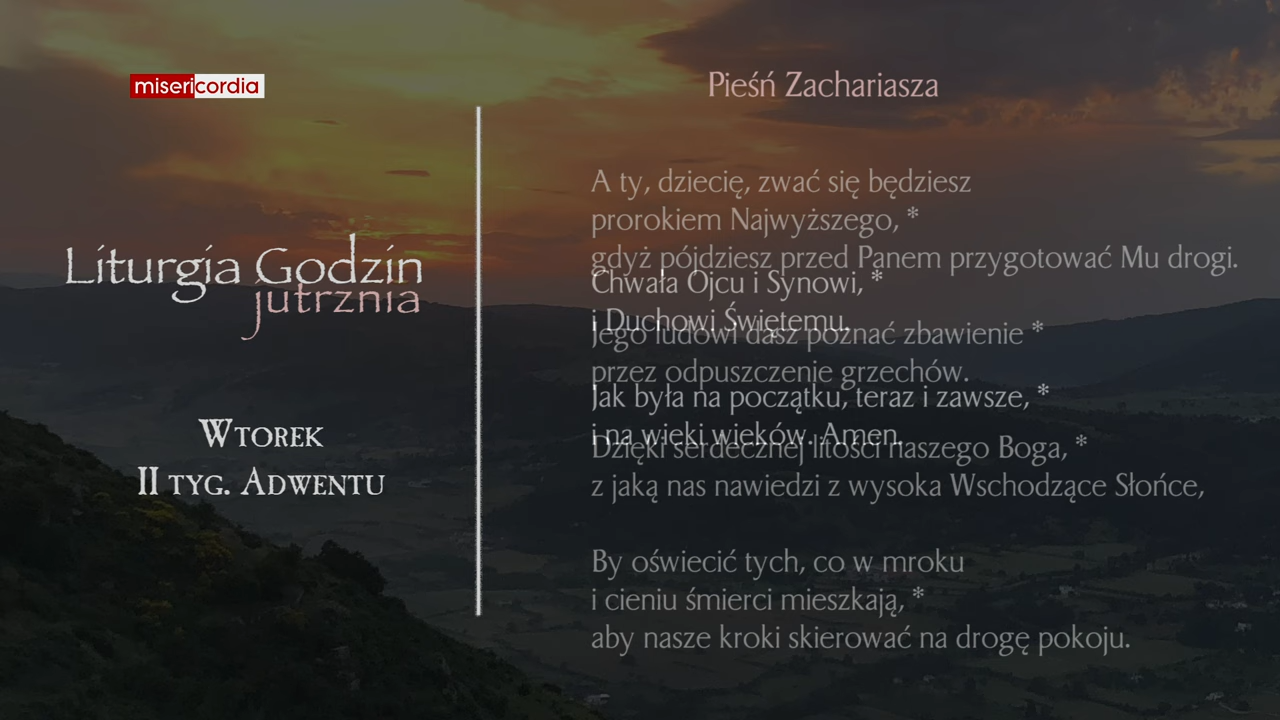 misericordia
Liturgia Godzin
jutrznia
Wtorek
II tyg. Adwentu
Pieśń Zachariasza
A ty, dziecię, zwać się będziesz
prorokiem Najwyższego, *
gdyż pójdziesz przed Panem przygotować Mu drogi.
Chwała Ojcu i Synowi, *
i Duchowi Świętemu.
Jego ludowi dasz poznać zbawienie *
przez odpuszczenie grzechów.
Jak była na początku, teraz i zawsze, *
i na wieki wieków. Amen.
Dzięki serdecznej litości naszego Boga, *
z jaką nas nawiedzi z wysoka Wschodzące Słońce,
By oświecić tych, co w mroku
i cieniu śmierci mieszkają, *
aby nasze kroki skierować na drogę pokoju.